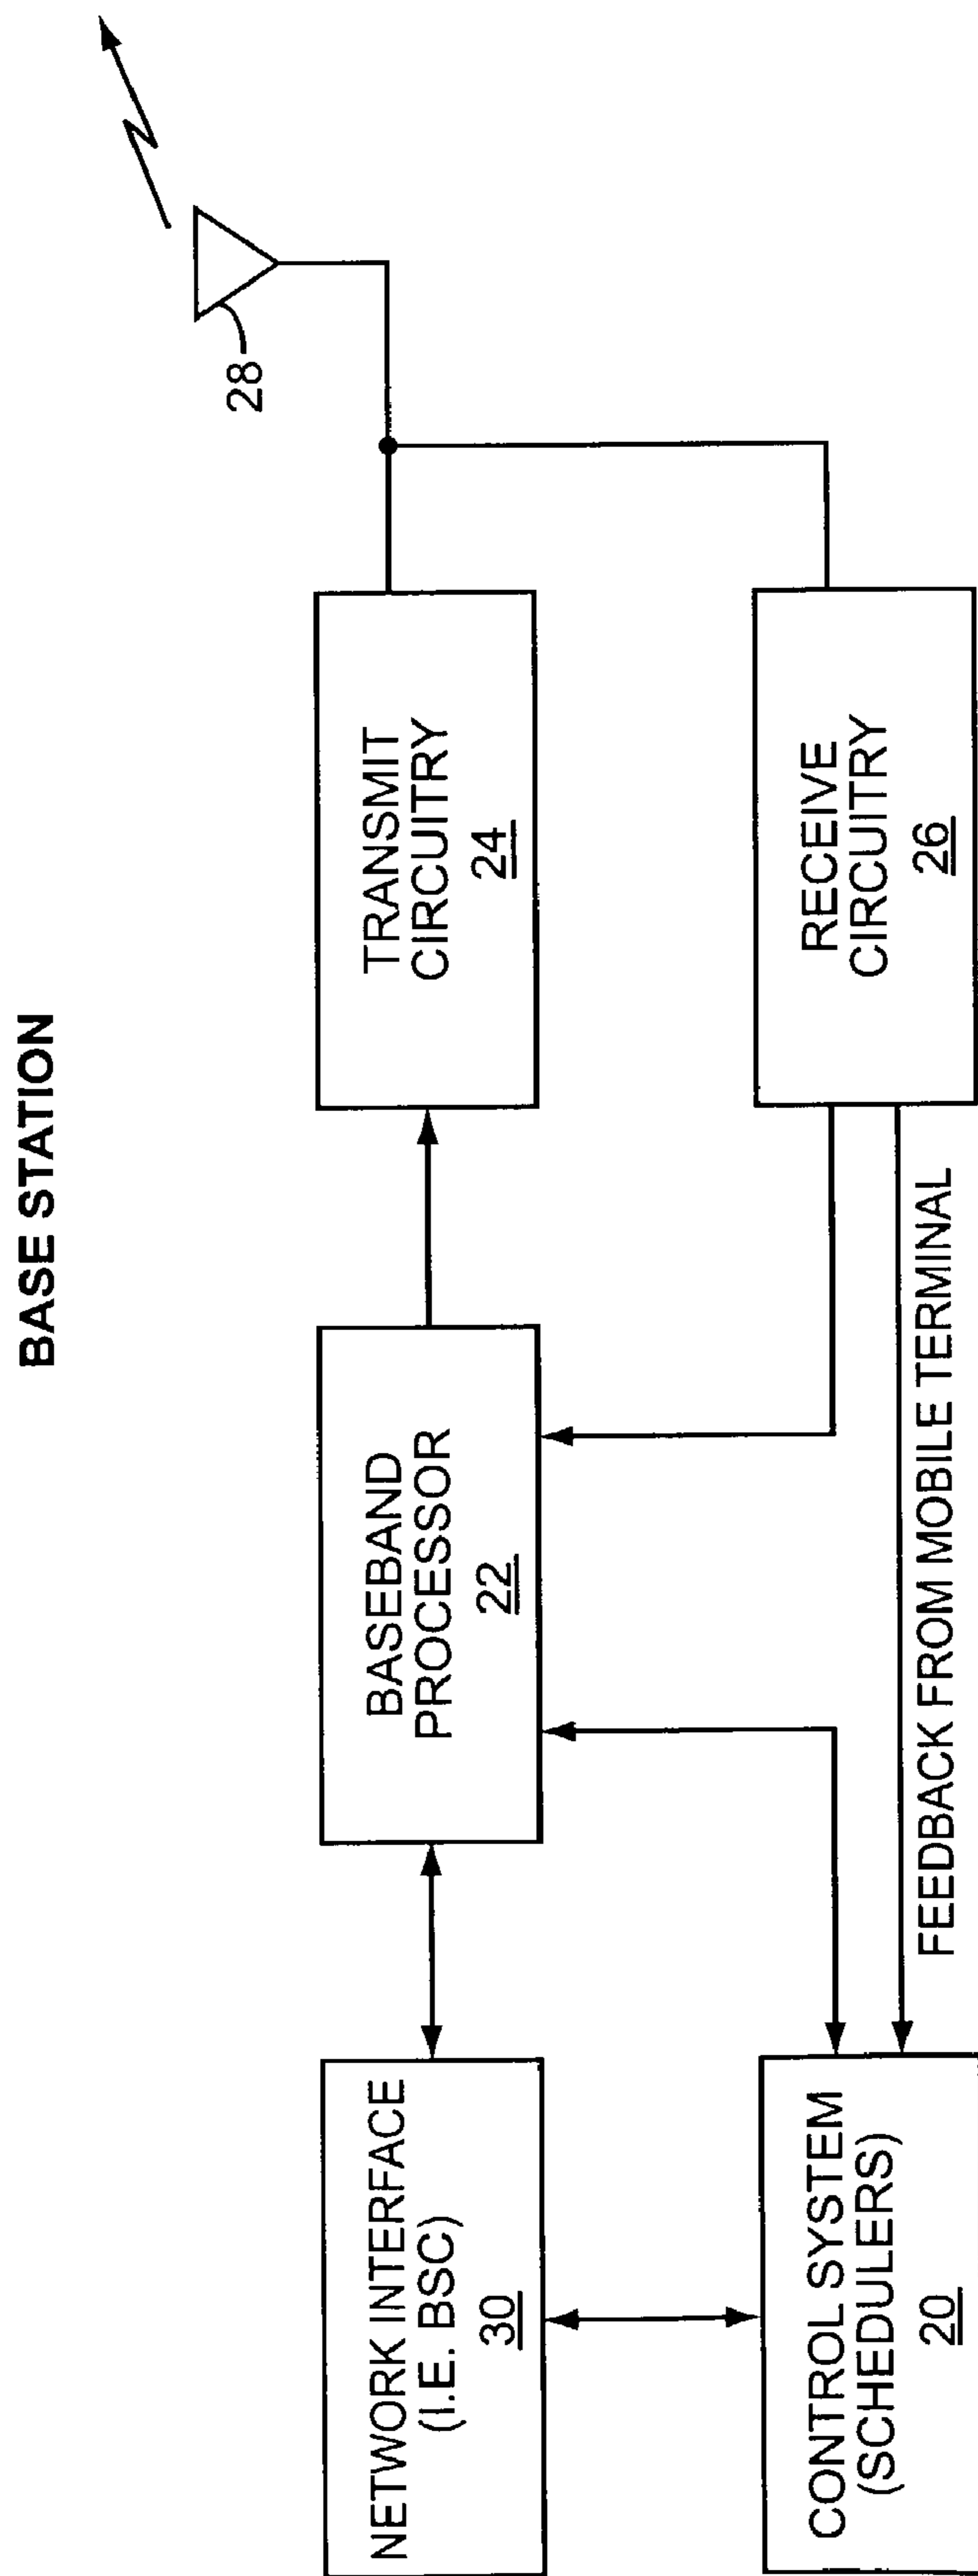 BASE STATION
28
NETWORK INTERFACE
(I.E. BSC)
30
BASEBAND
PROCESSOR
22
TRANSMIT
CIRCUITRY
24
CONTROL SYSTEM
(SCHEDULERS)
20
FEEDBACK FROM MOBILE TERMINAL
RECEIVE
CIRCUITRY
26